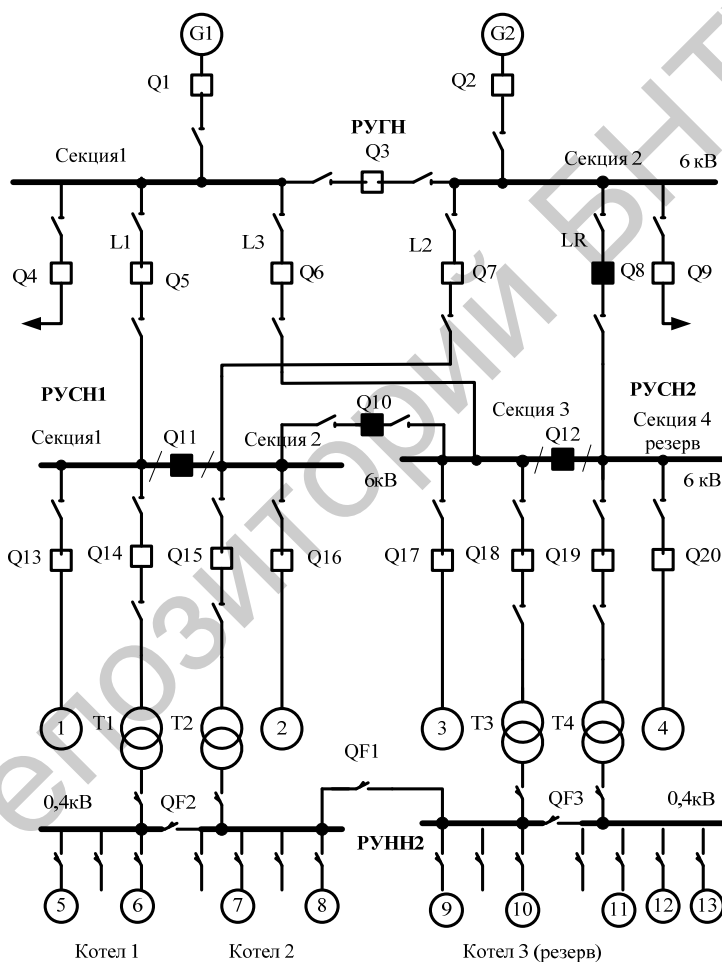 G1 G2
Q1 Q2
РУГН
Секция1 Q3 Секция 2 6 кВ
L1 L3 L2 LR
Q4 Q5 Q6 Q7 Q8 Q9
РУСН1 Q10 РУСН2
Секция1 Q11 Секция 2 Секция 3 Q12 Секция 4
резерв
6кВ 6 кВ
Q13 Q14 Q15 Q16 Q17 Q18 Q19 Q20
1 T1 T2 2 3 T3 T4 4
QF1
0,4кВ QF2 QF3 0,4кВ
РУНН2
5 6 7 8 9 10 11 12 13
Котел 1 Котел 2 Котел 3 (резерв)
епозиторий БНТ